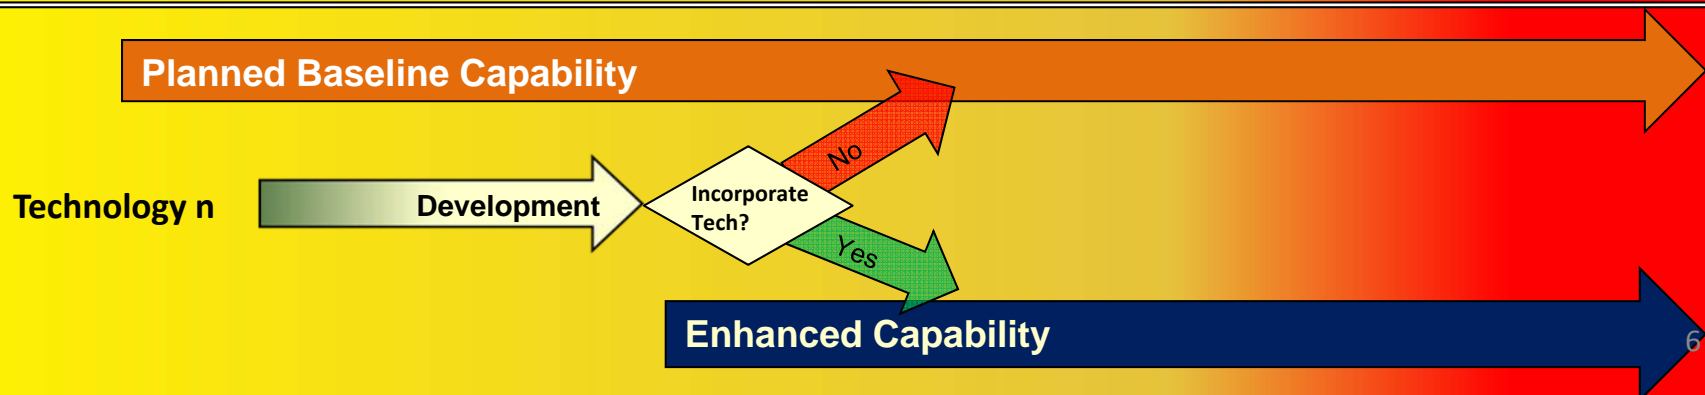 Planned Baseline Capability
No
Technology n
Development
Incorporate
Tech?
Yes
Enhanced Capability
6